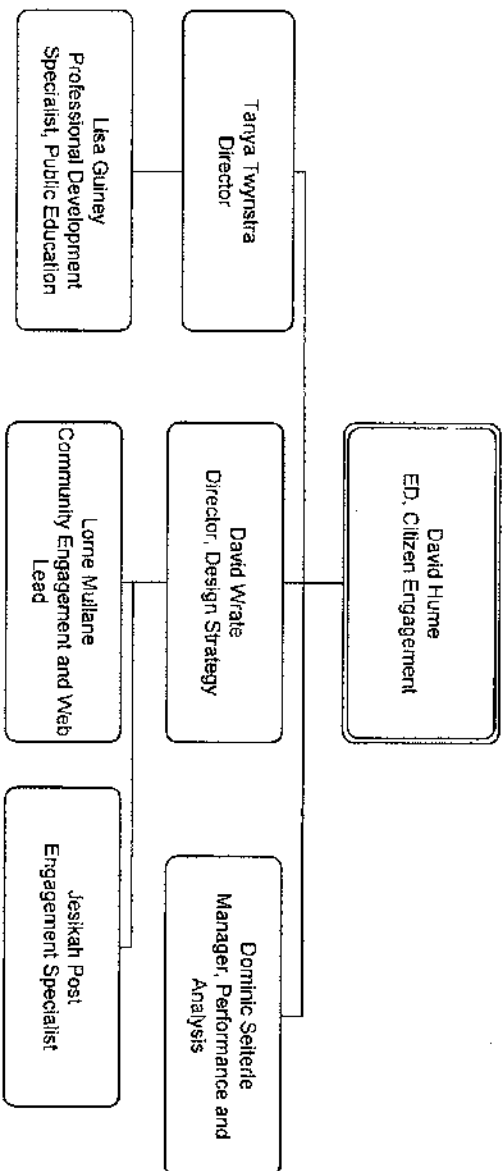 David Hume
ED, Citizen Engagement
Tanya Twynstra
Director
David Wrate
Director, Design Strategy
Dominic Seiterle
Manager, Performance and
Analysis
Lisa Guiney
Professional Development
Specialist, Public Education
Lorne Mullane
Community Engagement and Web
Lead
Jesikah Post
Engagement Specialist